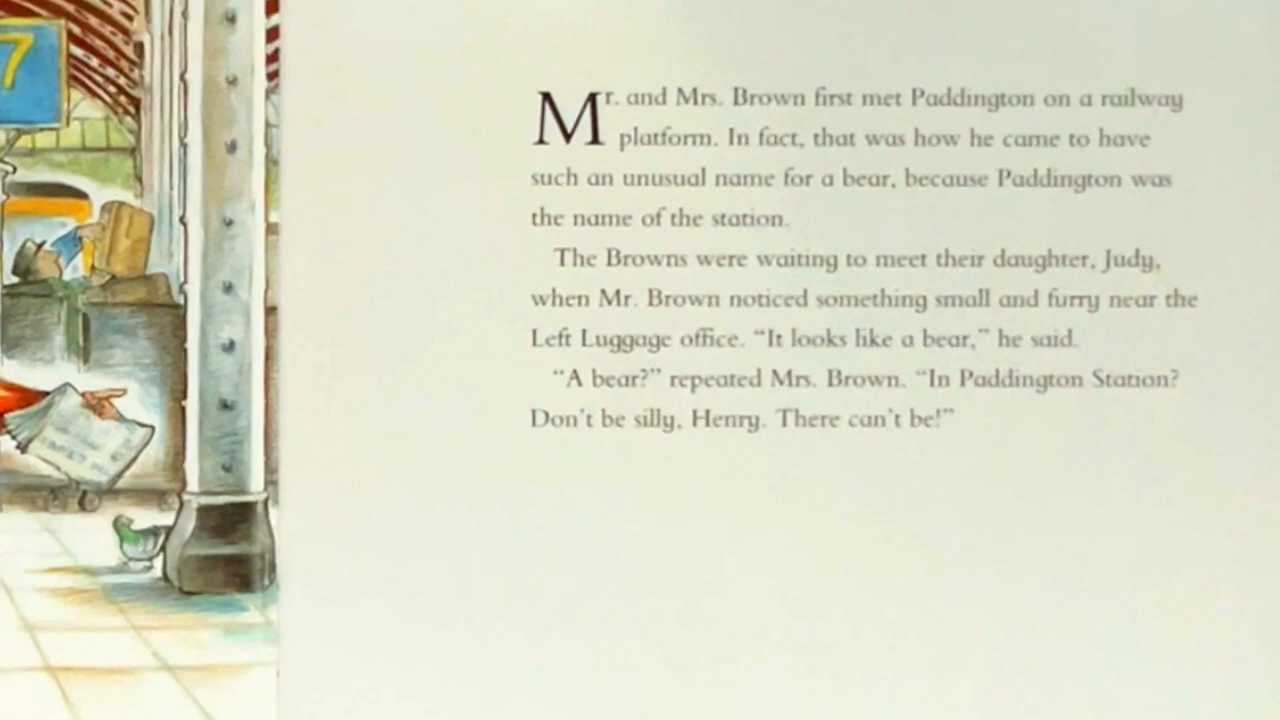 7
Mr. and Mrs. Brown first met Paddington on a railway
platform. In fact, that was how he came to have
such an unusual name for a bear, because Paddington was
the name of the station.
The Browns were waiting to meet their daughter, Judy,
when Mr. Brown noticed something small and furry near the
Left Luggage office. “It looks like a bear,” he said.
“A bear?” repeated Mrs. Brown. “In Paddington Station?
Don’t be silly, Henry. There can’t be!”